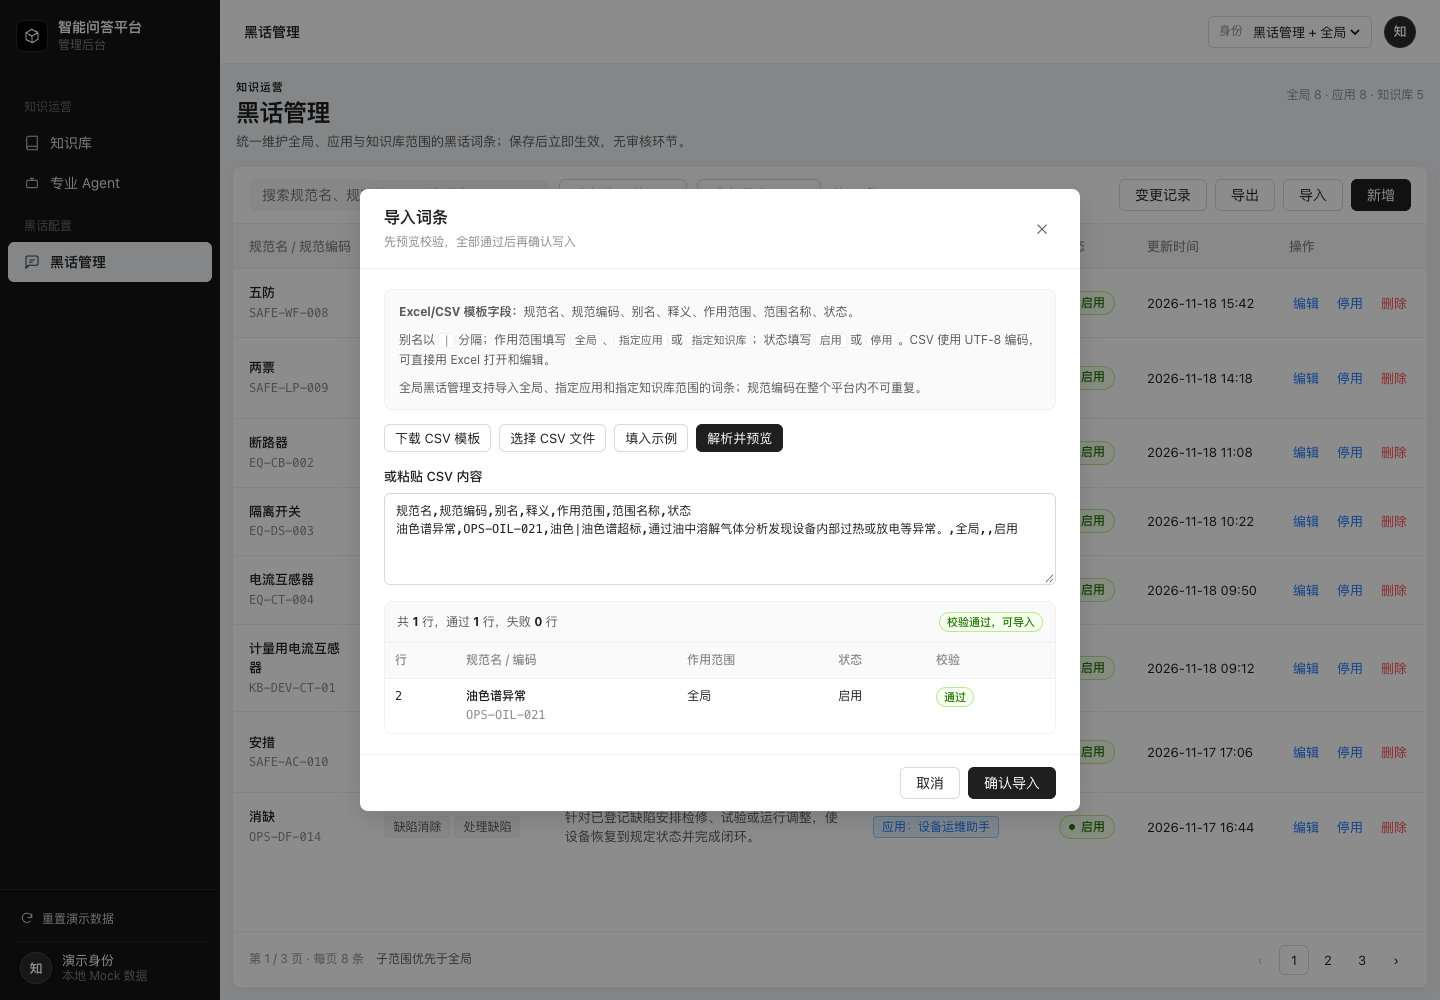 智能问答平台
管理后台
知识运营
知识库
专业 Agent
黑话配置
黑话管理
重置演示数据
知
演示身份
本地 Mock 数据
黑话管理
身份 黑话管理 + 全局
知
知识运营
黑话管理
统一维护全局、应用与知识库范围的黑话词条；保存后立即生效，无审核环节。
全局 8 · 应用 8 · 知识库 5
搜索规范名、规
变更记录 导出 导入 新增
规范名 / 规范编码 更新时间 操作
五防
SAFE-WF-008
启用 2026-11-18 15:42 编辑 停用 删除
两票
SAFE-LP-009
启用 2026-11-18 14:18 编辑 停用 删除
断路器
EQ-CB-002
启用 2026-11-18 11:08 编辑 停用 删除
隔离开关
EQ-DS-003
启用 2026-11-18 10:22 编辑 停用 删除
电流互感器
EQ-CT-004
启用 2026-11-18 09:50 编辑 停用 删除
计量用电流互感
器
KB-DEV-CT-01
启用 2026-11-18 09:12 编辑 停用 删除
安措
SAFE-AC-010
启用 2026-11-17 17:06 编辑 停用 删除
消缺
OPS-DF-014
缺陷消除 处理缺陷
针对已登记缺陷安排检修、试验或运行调整，使
设备恢复到规定状态并完成闭环。
应用：设备运维助手
启用 2026-11-17 16:44 编辑 停用 删除
第 1 / 3 页 · 每页 8 条 子范围优先于全局
‹ 1 2 3 ›
导入词条
先预览校验，全部通过后再确认写入
Excel/CSV 模板字段：规范名、规范编码、别名、释义、作用范围、范围名称、状态。
别名以 | 分隔；作用范围填写 全局 、 指定应用 或 指定知识库 ；状态填写 启用 或 停用 。CSV 使用 UTF-8 编码，
可直接用 Excel 打开和编辑。
全局黑话管理支持导入全局、指定应用和指定知识库范围的词条；规范编码在整个平台内不可重复。
下载 CSV 模板 选择 CSV 文件 填入示例 解析并预览
或粘贴 CSV 内容
规范名,规范编码,别名,释义,作用范围,范围名称,状态
油色谱异常,OPS-OIL-021,油色|油色谱超标,通过油中溶解气体分析发现设备内部过热或放电等异常。,全局,,启用
共 1 行，通过 1 行，失败 0 行 校验通过，可导入
行 规范名 / 编码 作用范围 状态 校验
2 油色谱异常 全局 启用 通过
OPS-OIL-021
取消 确认导入